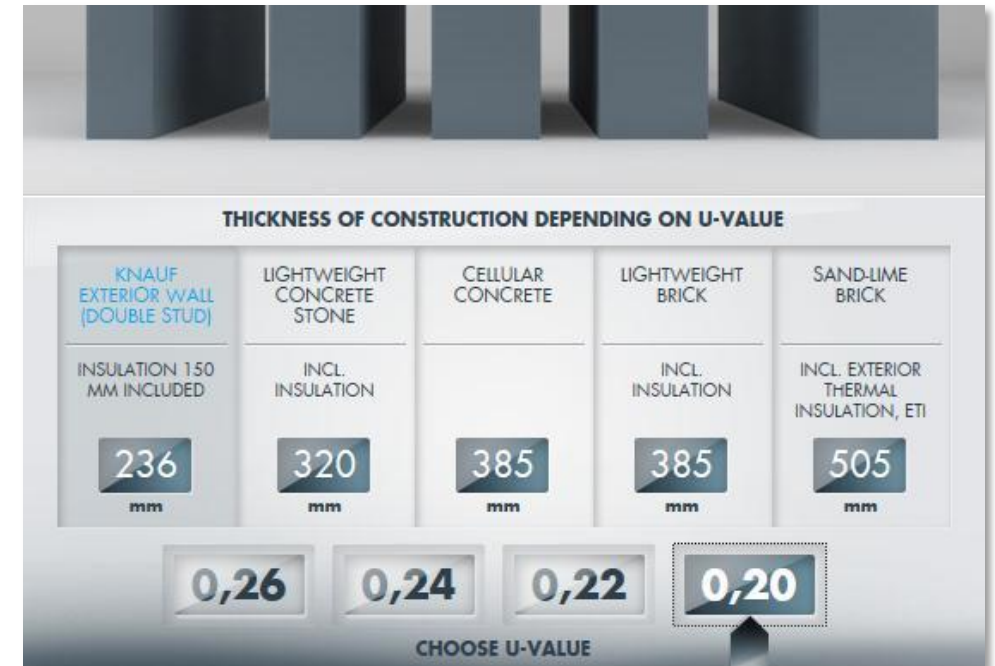 THICKNESS OF CONSTRUCTION DEPENDING ON U-VALUE
KNAUF
EXTERIOR WALL
(DOUBLE STUD)
INSULATION 150
MM INCLUDED
236
mm
LIGHTWEIGHT
CONCRETE
STONE
INCL.
INSULATION
320
mm
CELLULAR
CONCRETE
385
mm
LIGHTWEIGHT
BRICK
INCL.
INSULATION
385
mm
SAND-LIME
BRICK
INCL. EXTERIOR
THERMAL
INSULATION, ETI
505
mm
0,26
0,24
0,22
0,20
CHOOSE U-VALUE